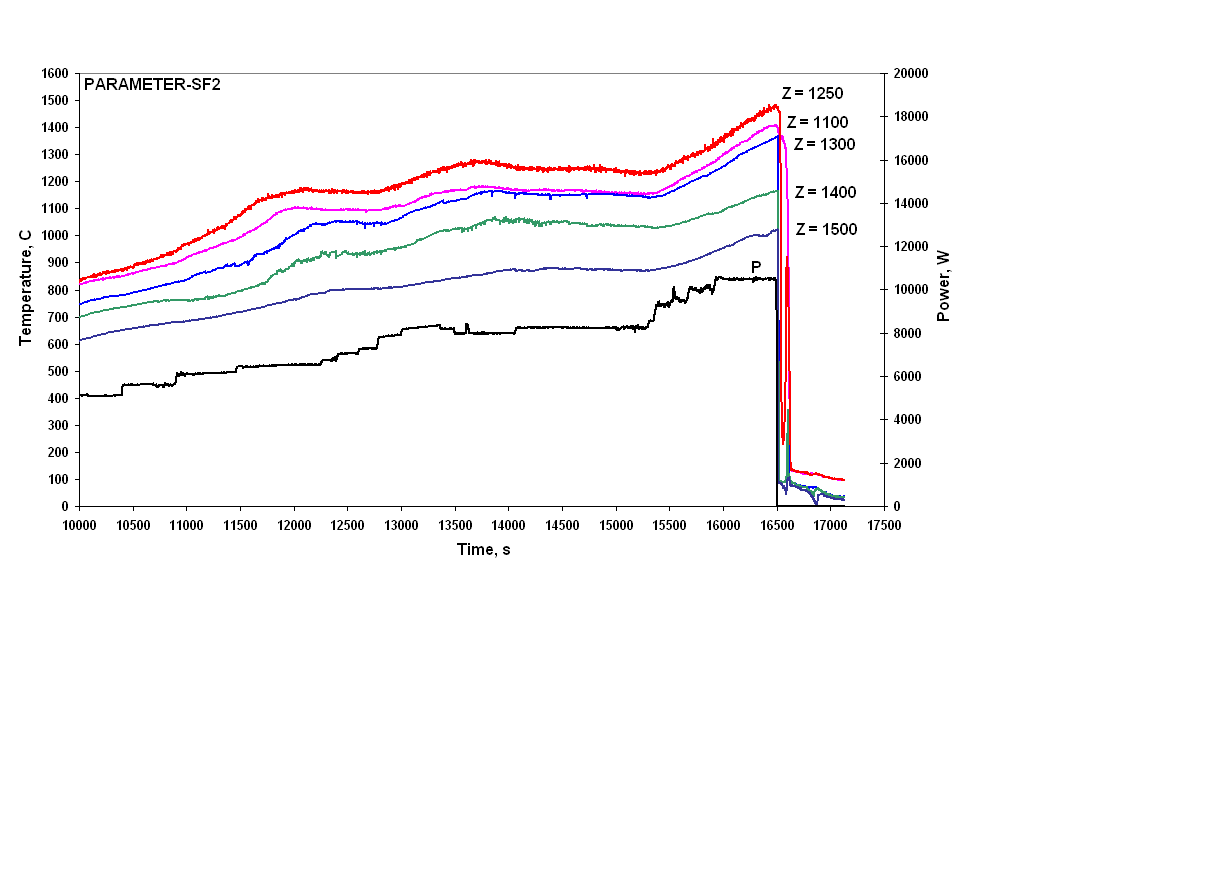 PARAMETER-SF2
1600
1500
1400
1300
1200
1100
1000
900
800
700
600
500
400
300
200
100
0
Temperature, C
Z = 1250
Z = 1100
Z = 1300
Z = 1400
Z = 1500
P
20000
18000
16000
14000
12000
10000
8000
6000
4000
2000
0
Power, W
10000 10500 11000 11500 12000 12500 13000 13500 14000 14500 15000 15500 16000 16500 17000 17500
Time, s